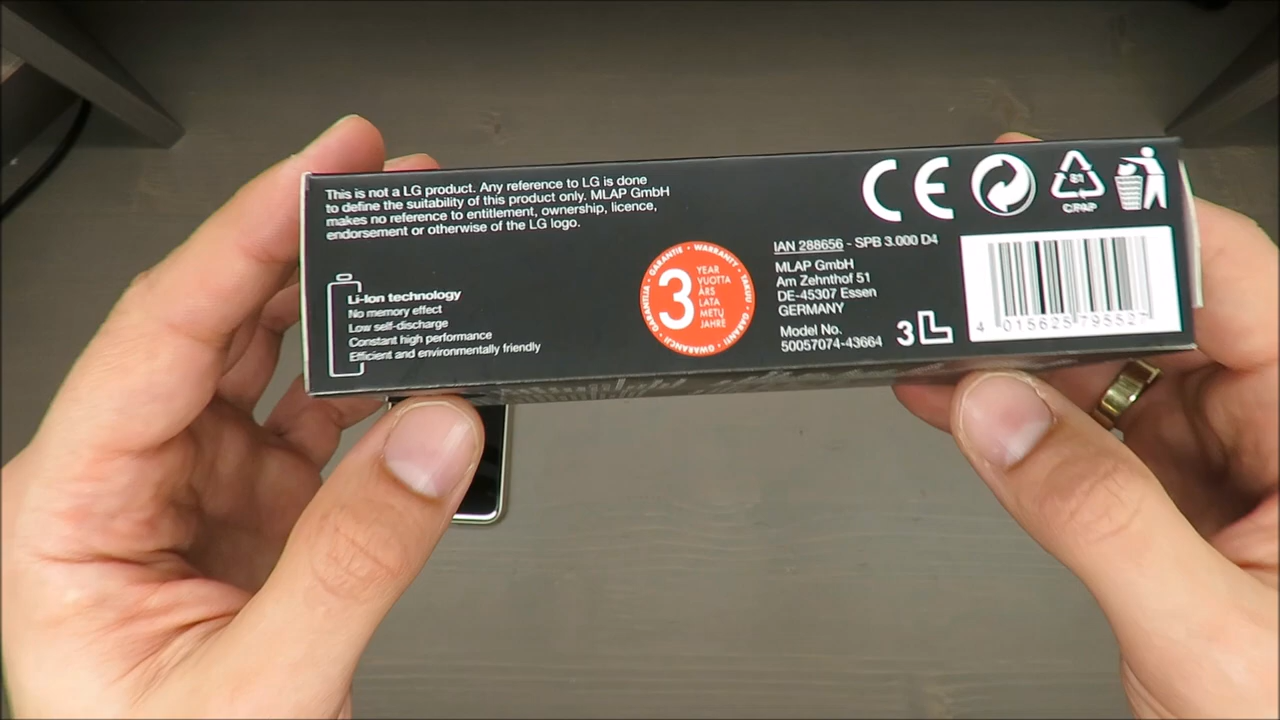 This is not a LG product. Any reference to LG is done
to define the suitability of this product only. MLAP GmbH
makes no reference to entitlement, ownership, licence,
endorsement or otherwise of the LG logo.
Li-Ion technology
No memory effect
Low self-discharge
Constant high performance
Efficient and environmentally friendly
GARANTIE • WARRANTY • TAKUU • GARANTI • GWARANCJI • GARANTIJA
3
YEAR
VUOTTA
ÅRS
LATA
METŲ
JAHRE
CE
81
C/PAP
IAN 288656 - SPB 3.000 D4
MLAP GmbH
Am Zehnthof 51
DE-45307 Essen
GERMANY
Model No.
50057074-43664
3L
4 015625 795527